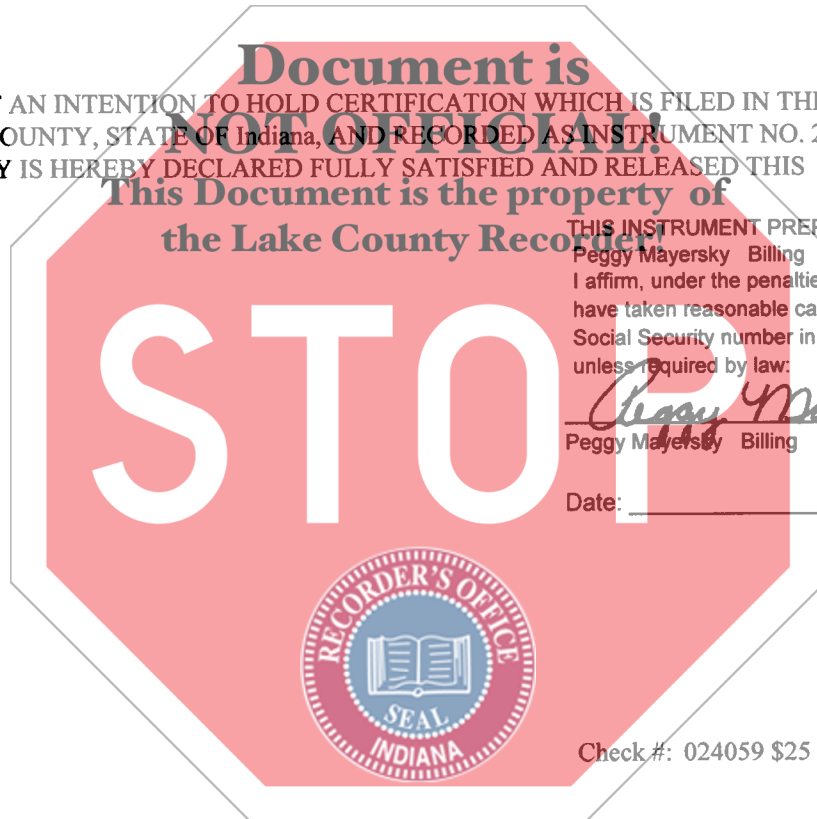 Document is
AN INTENTION TO HOLD CERTIFICATION WHICH IS FILED IN THE
OUNTY, STATE OF Indiana, AND RECORDED AS INSTRUMENT NO. 2
NOT OFFICIAL!
Y IS HEREBY DECLARED FULLY SATISFIED AND RELEASED THIS
This Document is the property of
the Lake County Recorder!
THIS INSTRUMENT PREP
Peggy Mayersky Billing
I affirm, under the penaltie
have taken reasonable ca
Social Security number in
unless required by law:
Peggy Ma
Peggy Mayersky Billing
Date:
STOP
RECORDER'S OFFICE
SEAL
INDIANA
Check #: 024059 $25